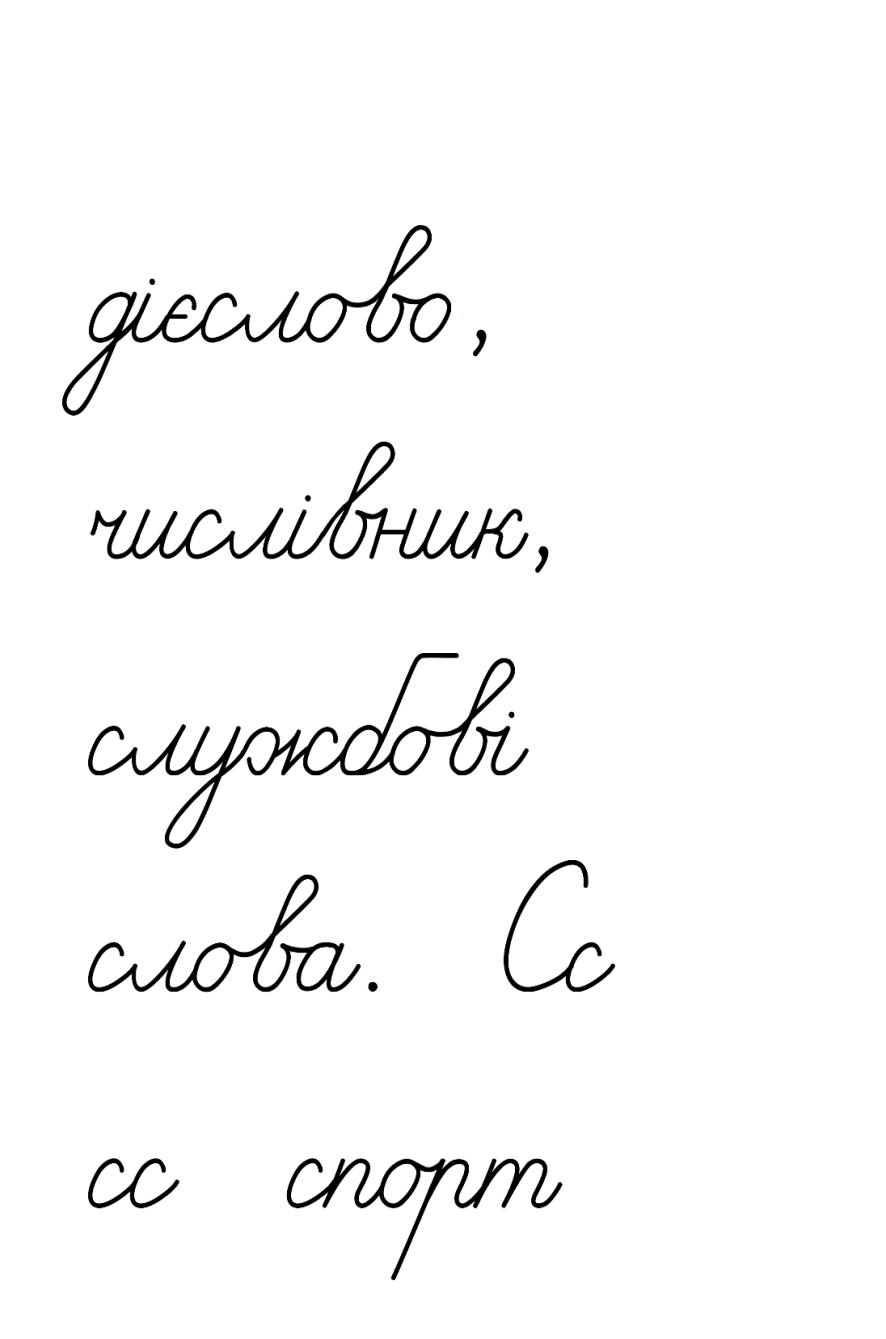 дієслово,
числівник,
службові
слова. Сс
сс спорт